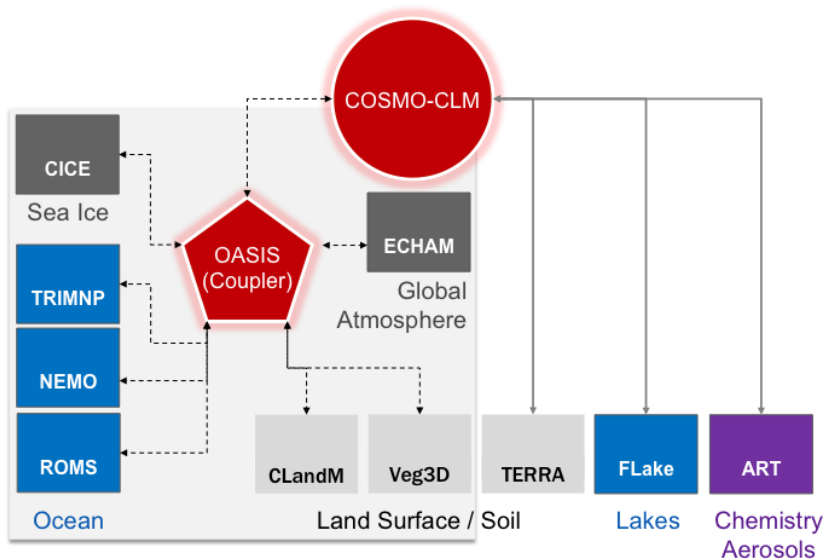 COSMO-CLM
CICE
Sea Ice
OASIS
(Coupler)
ECHAM
Global
Atmosphere
TRIMNP
NEMO
ROMS
Ocean
CLandM
Veg3D
TERRA
FLake
ART
Land Surface / Soil
Lakes
Chemistry
Aerosols